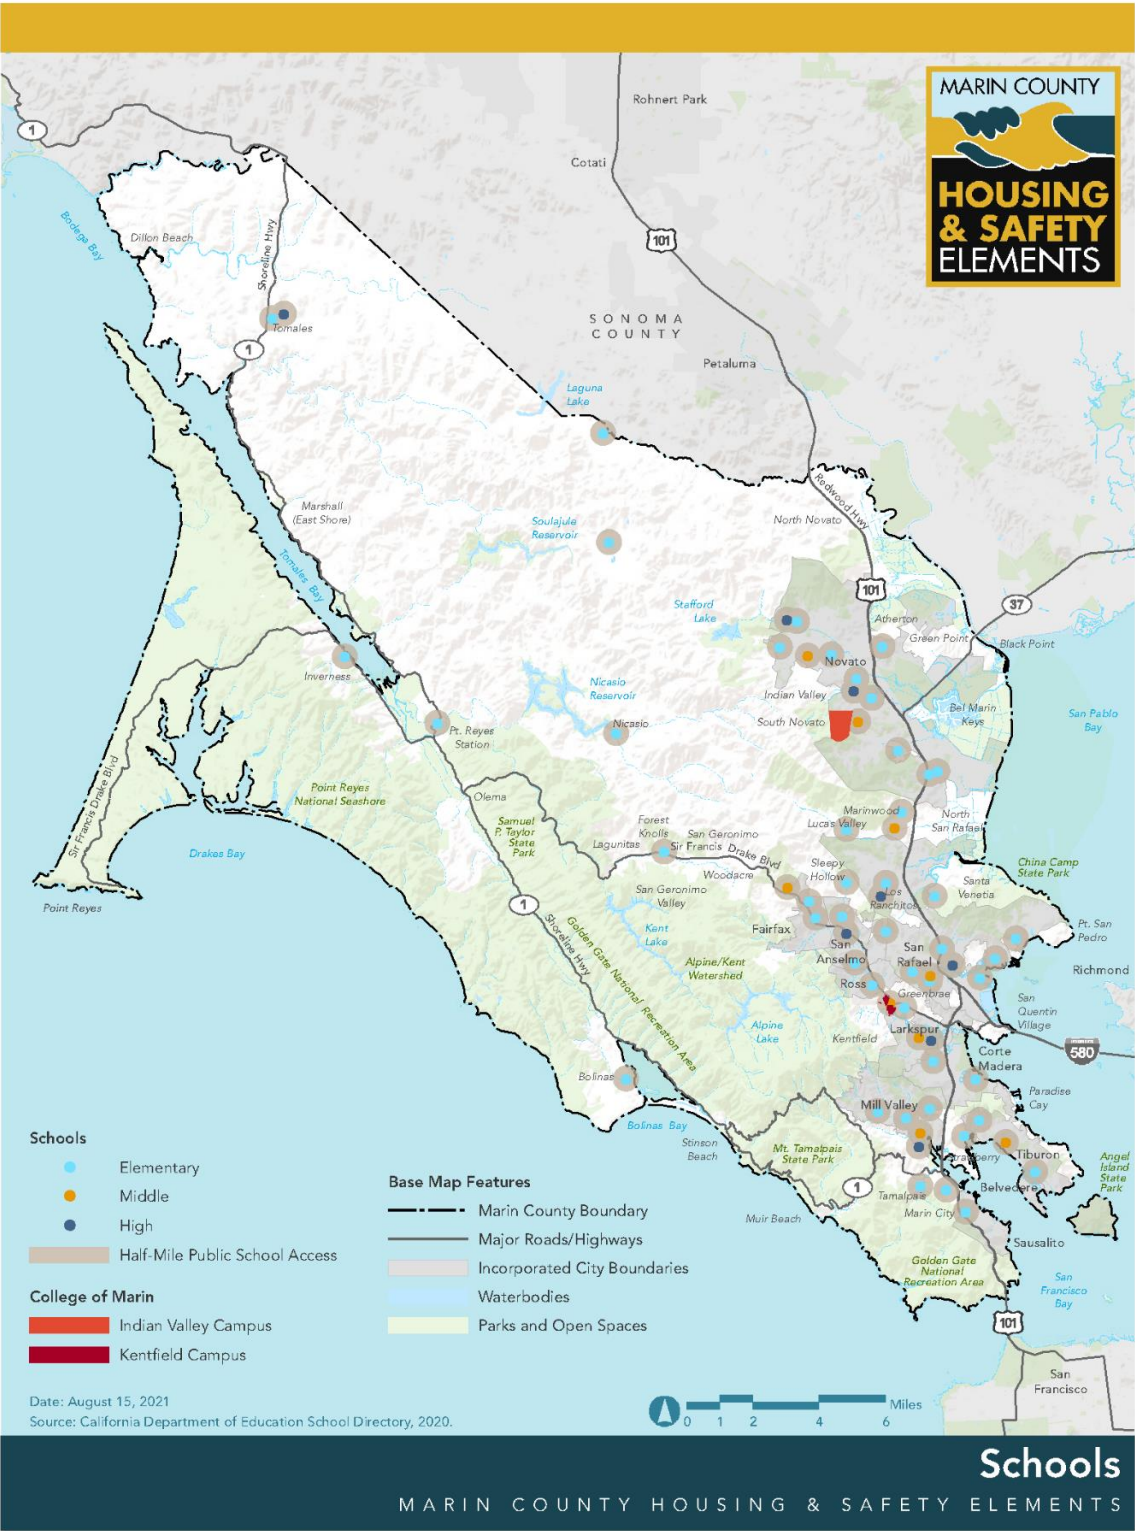 MARIN COUNTY
HOUSING
& SAFETY
ELEMENTS
Rohnert Park
Cotati
1
101
Bodega Bay
Dillon Beach
Shoreline Hwy
SONOMA
COUNTY
Tomales
1
Petaluma
Laguna
Lake
Redwood Hwy
Marshall
(East Shore)
Soulajule
Reservoir
North Novato
Tomales Bay
101
37
Stafford
Lake
Atherton
Green Point
Black Point
Novato
Inverness
Nicasio
Reservoir
Indian Valley
Bel Marin
Keys
San Pablo
Bay
South Novato
Nicasio
Pt. Reyes
Station
Sir Francis Drake Blvd
Point Reyes
National Seashore
Olema
Samuel
P. Taylor
State
Park
Forest
Knolls
San Geronimo
Lagunitas
Sir Francis Drake Blvd
Marinwood
Lucas Valley
North
San Rafael
Drakes Bay
Sleepy
Hollow
Woodacre
China Camp
State Park
Santa
Venetia
San Geronimo
Valley
Los
Ranchitos
Point Reyes
1
Shoreline Hwy
Golden Gate National Recreation Area
Kent
Lake
Fairfax
Pt. San
Pedro
San
Anselmo
San
Rafael
Alpine/Kent
Watershed
Richmond
Ross
Greenbrae
San
Quentin
Village
Alpine
Lake
Larkspur
Kentfield
580
Corte
Madera
Bolinas
Paradise
Cay
Mill Valley
Bolinas Bay
Stinson
Beach
Mt. Tamalpais
State Park
Strawberry
Tiburon
Angel
Island
State
Park
1
Tamalpais
Belvedere
Marin City
Muir Beach
Sausalito
Golden Gate
National
Recreation Area
San
Francisco
Bay
101
San
Francisco
Schools
Elementary
Middle
High
Half-Mile Public School Access
College of Marin
Indian Valley Campus
Kentfield Campus
Base Map Features
Marin County Boundary
Major Roads/Highways
Incorporated City Boundaries
Waterbodies
Parks and Open Spaces
Date: August 15, 2021
Source: California Department of Education School Directory, 2020.
0 1 2 4 6 Miles
Schools
MARIN COUNTY HOUSING & SAFETY ELEMENTS